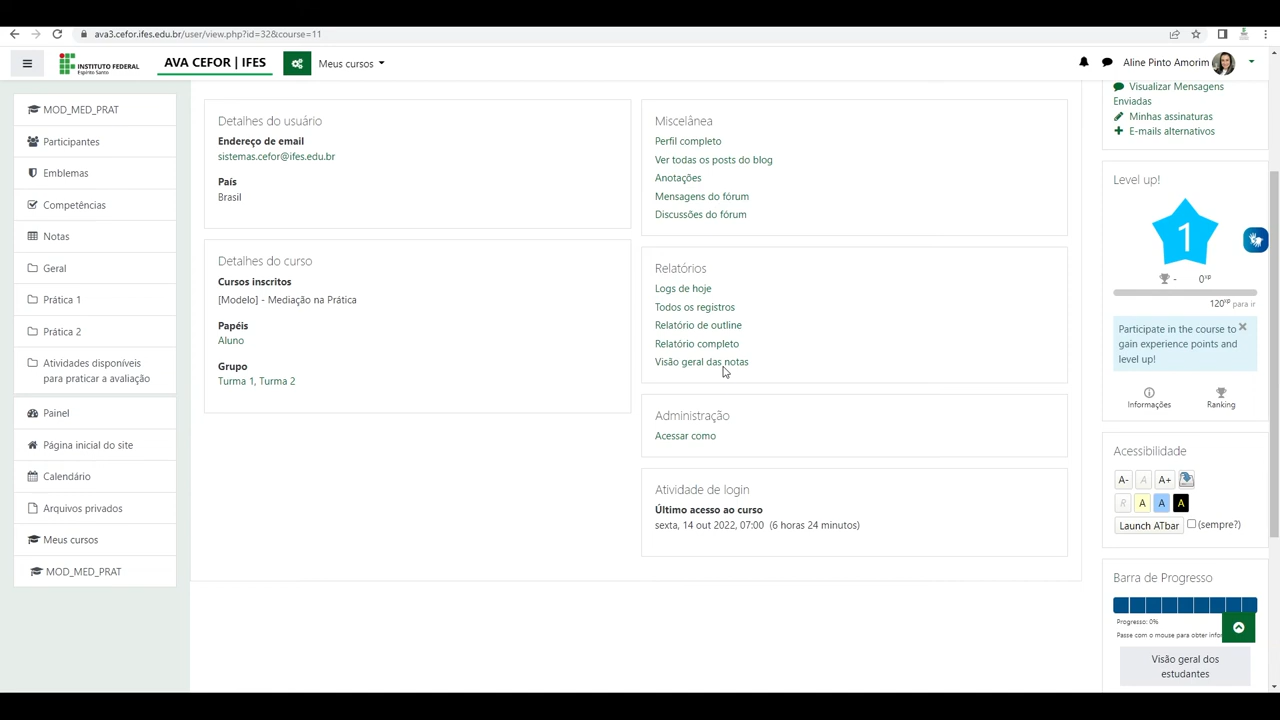 ava3.cefor.ifes.edu.br/user/view.php?id=32&course=11
INSTITUTO FEDERAL
Espírito Santo
AVA CEFOR | IFES
Meus cursos
Aline Pinto Amorim
MOD_MED_PRAT
Participantes
Emblemas
Competências
Notas
Geral
Prática 1
Prática 2
Atividades disponíveis
para praticar a avaliação
Painel
Página inicial do site
Calendário
Arquivos privados
Meus cursos
MOD_MED_PRAT
Detalhes do usuário
Endereço de email
sistemas.cefor@ifes.edu.br
País
Brasil
Detalhes do curso
Cursos inscritos
[Modelo] - Mediação na Prática
Papéis
Aluno
Grupo
Turma 1, Turma 2
Miscelânea
Perfil completo
Ver todas os posts do blog
Anotações
Mensagens do fórum
Discussões do fórum
Relatórios
Logs de hoje
Todos os registros
Relatório de outline
Relatório completo
Visão geral das notas
Administração
Acessar como
Atividade de login
Último acesso ao curso
sexta, 14 out 2022, 07:00 (6 horas 24 minutos)
Visualizar Mensagens
Enviadas
Minhas assinaturas
E-mails alternativos
Level up!
1
- 0xp
120xp para ir
Participate in the course to
gain experience points and
level up!
Informações
Ranking
Acessibilidade
A- A A+
R A A A
Launch ATbar (sempre?)
Barra de Progresso
Progresso: 0%
Passe com o mouse para obter
Visão geral dos
estudantes